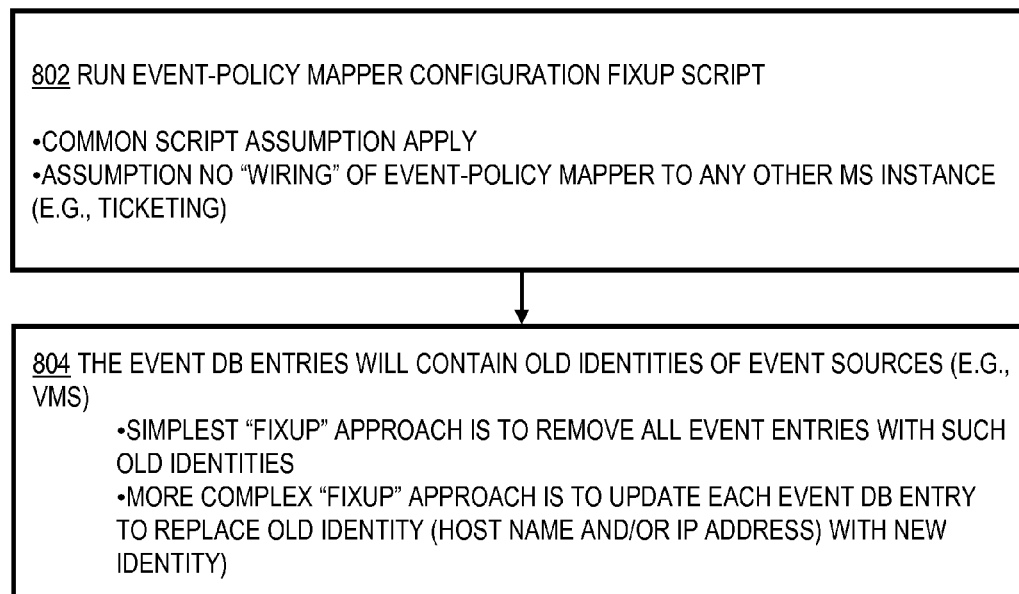 802 RUN EVENT-POLICY MAPPER CONFIGURATION FIXUP SCRIPT
•COMMON SCRIPT ASSUMPTION APPLY
•ASSUMPTION NO “WIRING” OF EVENT-POLICY MAPPER TO ANY OTHER MS INSTANCE
(E.G., TICKETING)
804 THE EVENT DB ENTRIES WILL CONTAIN OLD IDENTITIES OF EVENT SOURCES (E.G.,
VMS)
•SIMPLEST “FIXUP” APPROACH IS TO REMOVE ALL EVENT ENTRIES WITH SUCH
OLD IDENTITIES
•MORE COMPLEX “FIXUP” APPROACH IS TO UPDATE EACH EVENT DB ENTRY
TO REPLACE OLD IDENTITY (HOST NAME AND/OR IP ADDRESS) WITH NEW
IDENTITY)